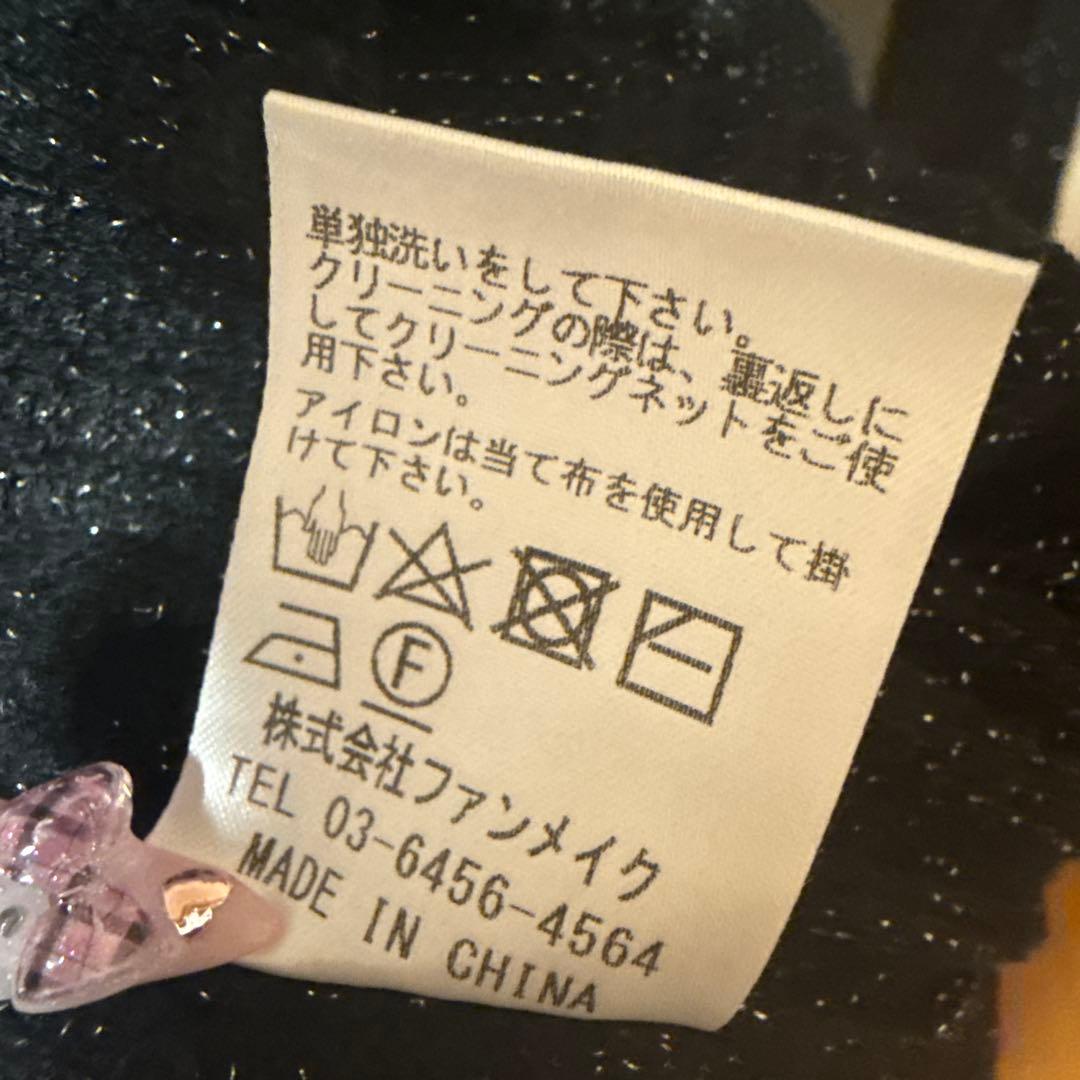 単独洗いをして下さい。
クリーニングの際は、裏返しに
してクリーニングネットをご使
用下さい。
アイロンは当て布を使用して掛
けて下さい。
F
株式会社ファンメイク
TEL 03-6456-4564
MADE IN CHINA